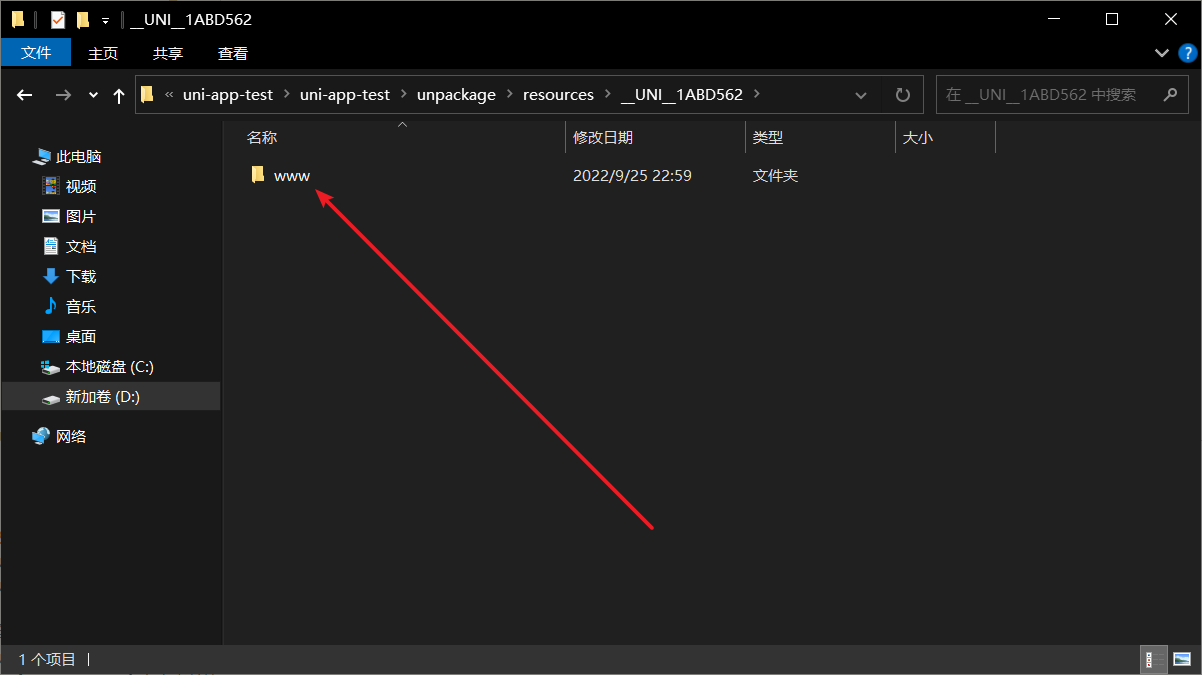 __UNI__1ABD562
文件 主页 共享 查看
« uni-app-test › uni-app-test › unpackage › resources › __UNI__1ABD562 › 在 __UNI__1ABD562 中搜索
名称 修改日期 类型 大小
www 2022/9/25 22:59 文件夹
此电脑
视频
图片
文档
下载
音乐
桌面
本地磁盘 (C:)
新加卷 (D:)
网络
1 个项目